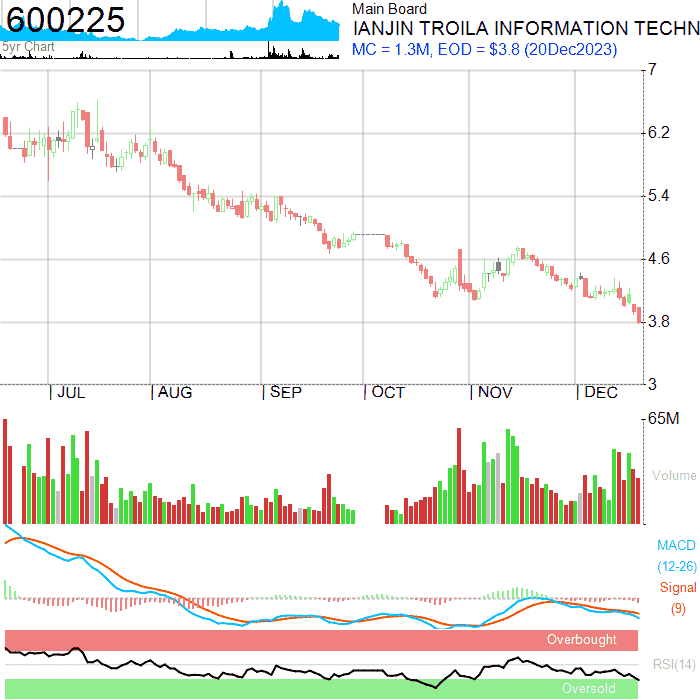 600225
5yr Chart
Main Board
IANJIN TROILA INFORMATION TECHN
MC = 1.3M, EOD = $3.8 (20Dec2023)
7
6.2
5.4
4.6
3.8
3
JUL AUG SEP OCT NOV DEC
65M
Volume
MACD
(12-26)
Signal
(9)
Overbought
RSI(14)
Oversold